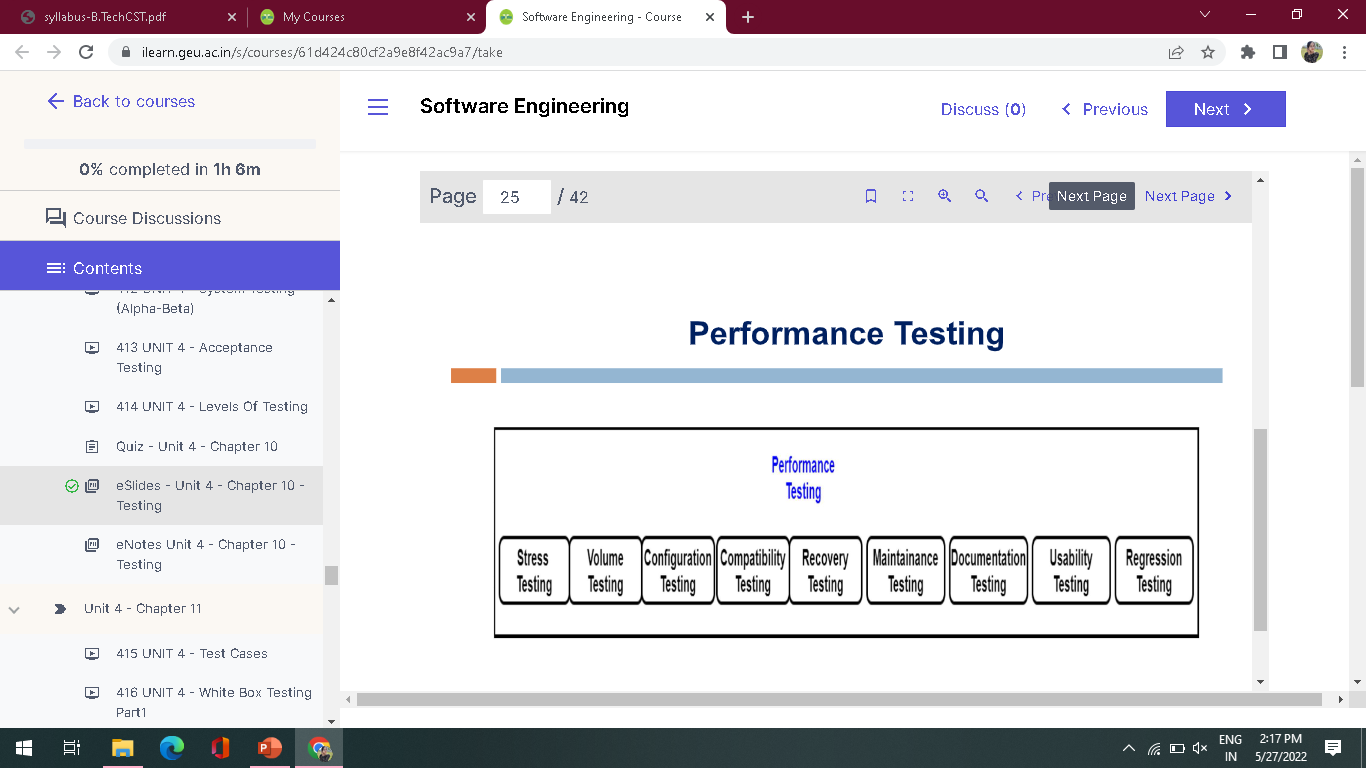 syllabus-B.TechCST.pdf
My Courses
Software Engineering - Course
ilearn.geu.ac.in/s/courses/61d424c80cf2a9e8f42ac9a7/take
Back to courses
0% completed in 1h 6m
Course Discussions
Contents
(Alpha-Beta)
413 UNIT 4 - Acceptance
Testing
414 UNIT 4 - Levels Of Testing
Quiz - Unit 4 - Chapter 10
eSlides - Unit 4 - Chapter 10 -
Testing
eNotes Unit 4 - Chapter 10 -
Testing
Unit 4 - Chapter 11
415 UNIT 4 - Test Cases
416 UNIT 4 - White Box Testing
Part1
Software Engineering
Discuss (0)
Previous
Next
Page 25 / 42
Pre
Next Page
Next Page
Performance Testing
Performance
Testing
Stress
Testing
Volume
Testing
Configuration
Testing
Compatibility
Testing
Recovery
Testing
Maintainance
Testing
Documentation
Testing
Usability
Testing
Regression
Testing
ENG
IN
2:17 PM
5/27/2022